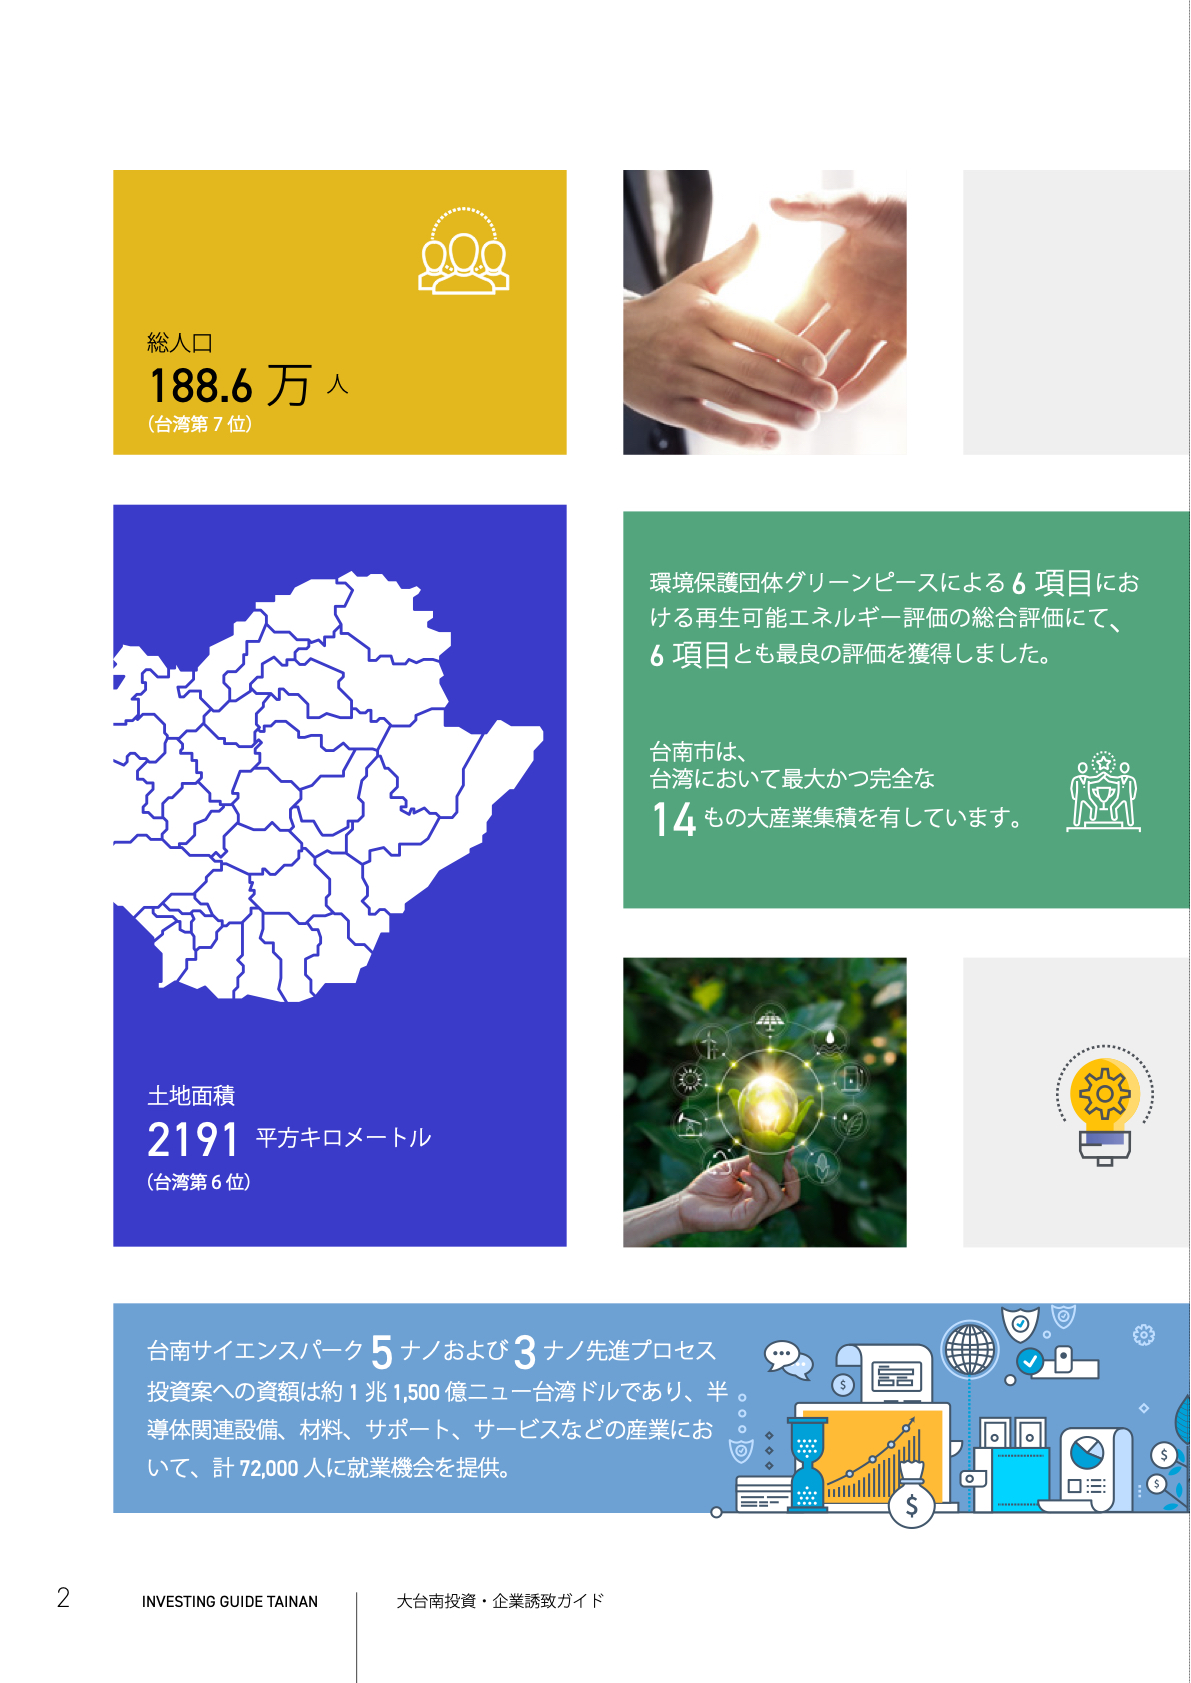 総人口
188.6 万 人
（台湾第 7 位）
土地面積
2191 平方キロメートル
（台湾第 6 位）
環境保護団体グリーンピースによる 6 項目にお
ける再生可能エネルギー評価の総合評価にて、
6 項目とも最良の評価を獲得しました。
台南市は、
台湾において最大かつ完全な
14 もの大産業集積を有しています。
台南サイエンスパーク 5 ナノおよび 3 ナノ先進プロセス
投資案への資額は約 1 兆 1,500 億ニュー台湾ドルであり、半
導体関連設備、材料、サポート、サービスなどの産業にお
いて、計 72,000 人に就業機会を提供。
$
$
$
$
2
INVESTING GUIDE TAINAN
大台南投資・企業誘致ガイド